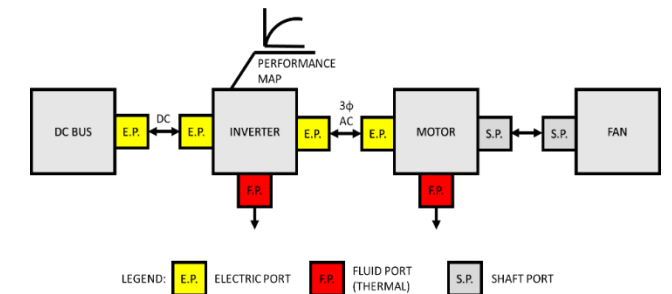 PERFORMANCE
MAP
DC BUS
E.P.
DC
E.P.
INVERTER
E.P.
3ϕ
AC
E.P.
MOTOR
S.P.
S.P.
FAN
F.P.
F.P.
LEGEND:
E.P.
ELECTRIC PORT
F.P.
FLUID PORT
(THERMAL)
S.P.
SHAFT PORT